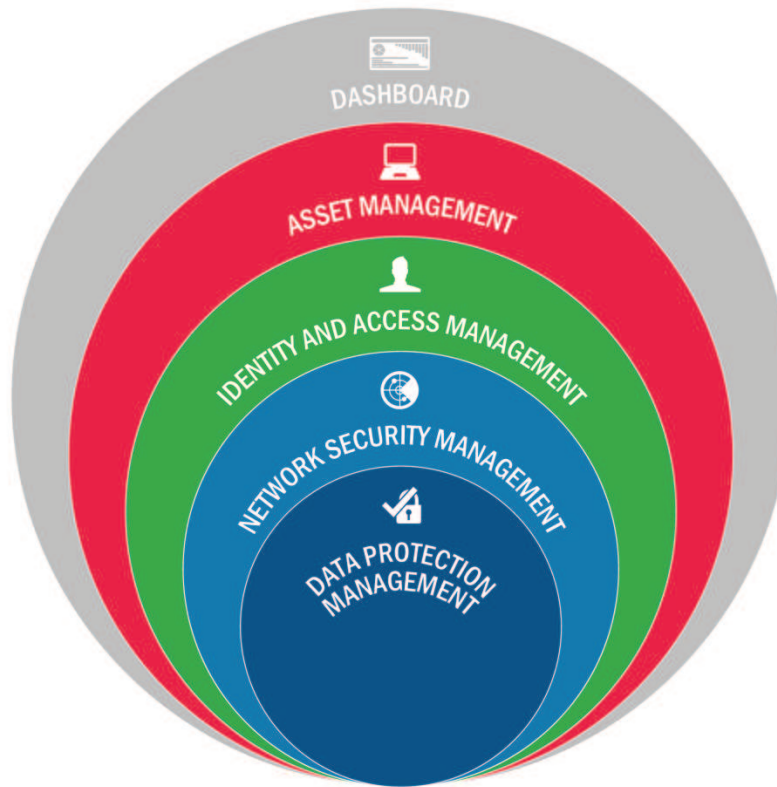 DASHBOARD
ASSET MANAGEMENT
IDENTITY AND ACCESS MANAGEMENT
NETWORK SECURITY MANAGEMENT
DATA PROTECTION
MANAGEMENT